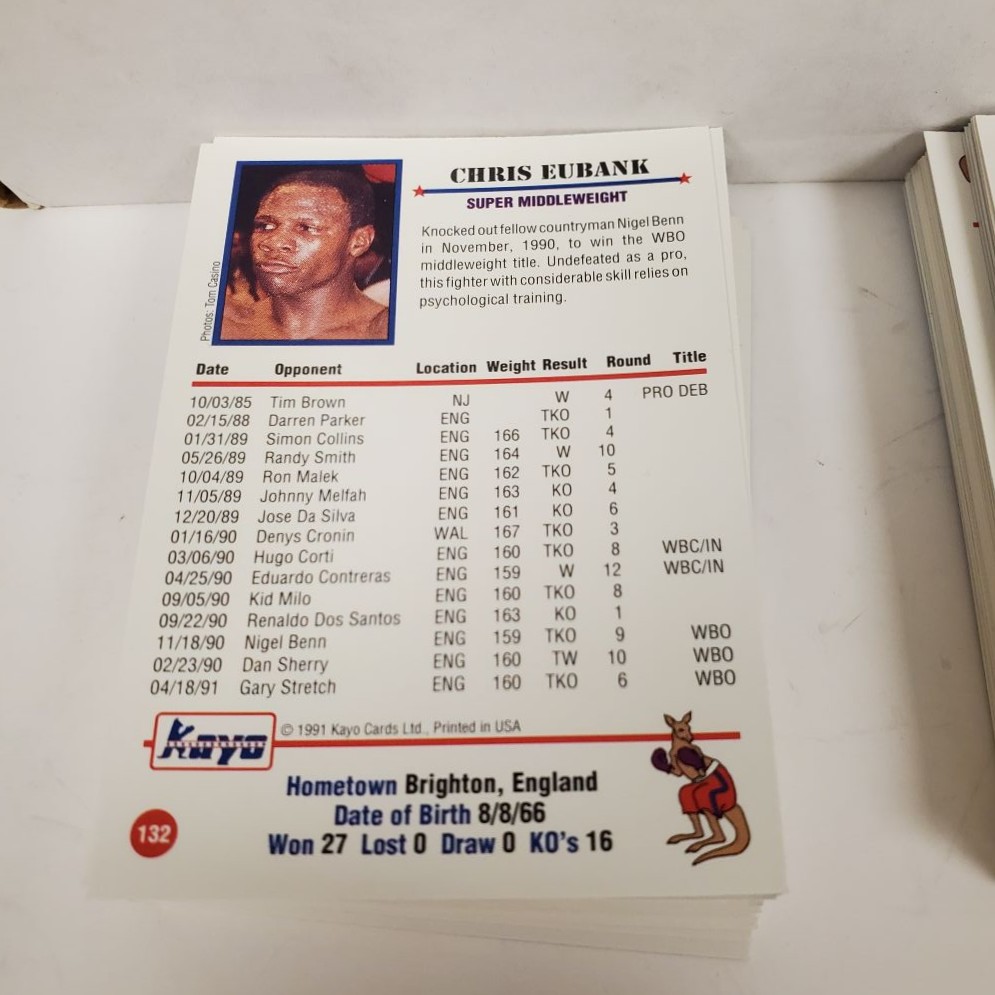 CHRIS EUBANK
SUPER MIDDLEWEIGHT
Knocked out fellow countryman Nigel Benn
in November, 1990, to win the WBO
middleweight title. Undefeated as a pro,
this fighter with considerable skill relies on
psychological training.
Photos: Tom Casino
Date Opponent Location Weight Result Round Title
10/03/85 Tim Brown NJ W 4 PRO DEB
02/15/88 Darren Parker ENG TKO 1
01/31/89 Simon Collins ENG 166 TKO 4
05/26/89 Randy Smith ENG 164 W 10
10/04/89 Ron Malek ENG 162 TKO 5
11/05/89 Johnny Melfah ENG 163 KO 4
12/20/89 Jose Da Silva ENG 161 KO 6
01/16/90 Denys Cronin WAL 167 TKO 3
03/06/90 Hugo Corti ENG 160 TKO 8 WBC/IN
04/25/90 Eduardo Contreras ENG 159 W 12 WBC/IN
09/05/90 Kid Milo ENG 160 TKO 8
09/22/90 Renaldo Dos Santos ENG 163 KO 1
11/18/90 Nigel Benn ENG 159 TKO 9 WBO
02/23/90 Dan Sherry ENG 160 TW 10 WBO
04/18/91 Gary Stretch ENG 160 TKO 6 WBO
Kayo © 1991 Kayo Cards Ltd., Printed in USA
Hometown Brighton, England
Date of Birth 8/8/66
132 Won 27 Lost 0 Draw 0 KO's 16